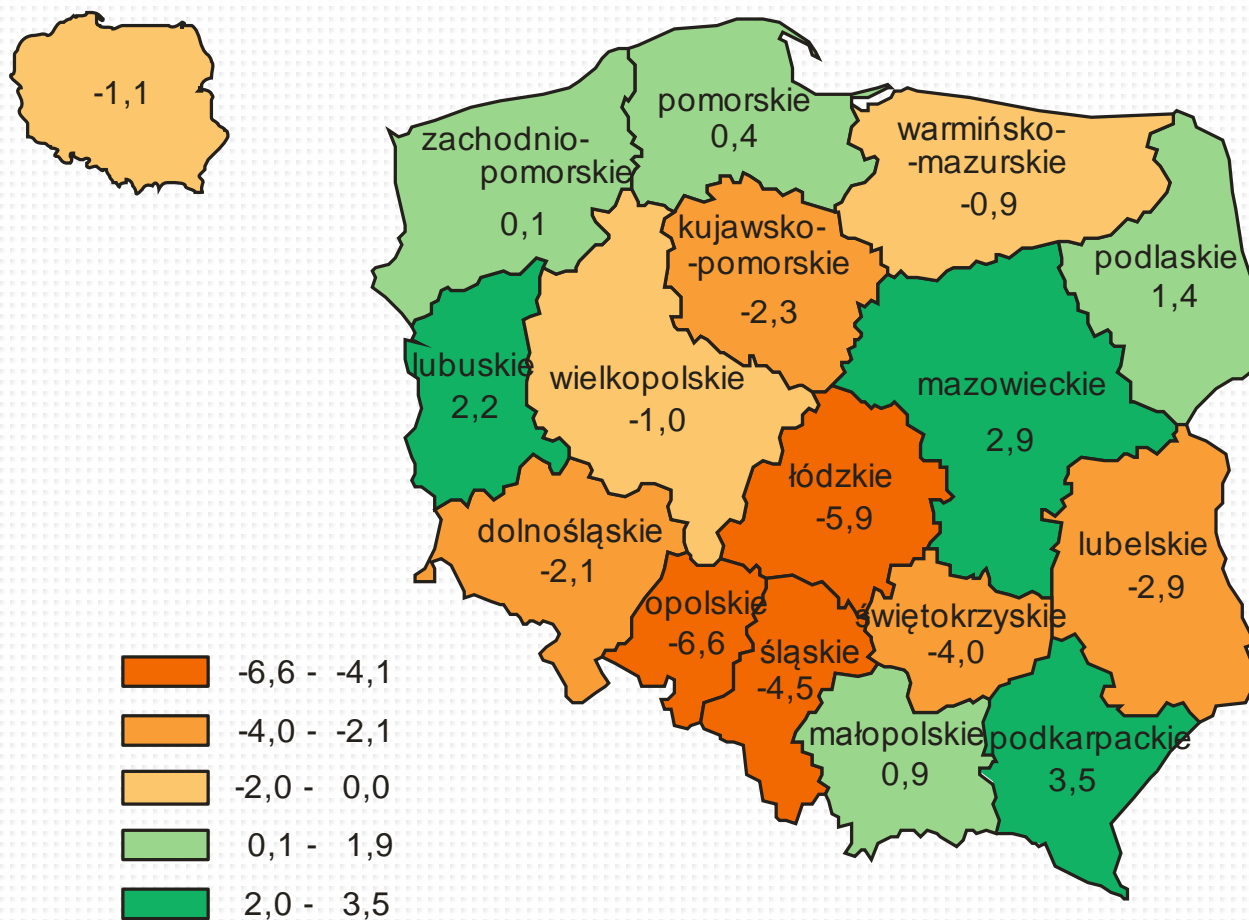 -1,1
pomorskie
0,4
zachodnio-
pomorskie
0,1
warmińsko-
-mazurskie
-0,9
kujawsko-
-pomorskie
-2,3
podlaskie
1,4
lubuskie
2,2
wielkopolskie
-1,0
mazowieckie
2,9
łódzkie
-5,9
dolnośląskie
-2,1
lubelskie
-2,9
opolskie
-6,6
śląskie
-4,5
świętokrzyskie
-4,0
małopolskie
0,9
podkarpackie
3,5
-6,6 - -4,1
-4,0 - -2,1
-2,0 - 0,0
0,1 - 1,9
2,0 - 3,5